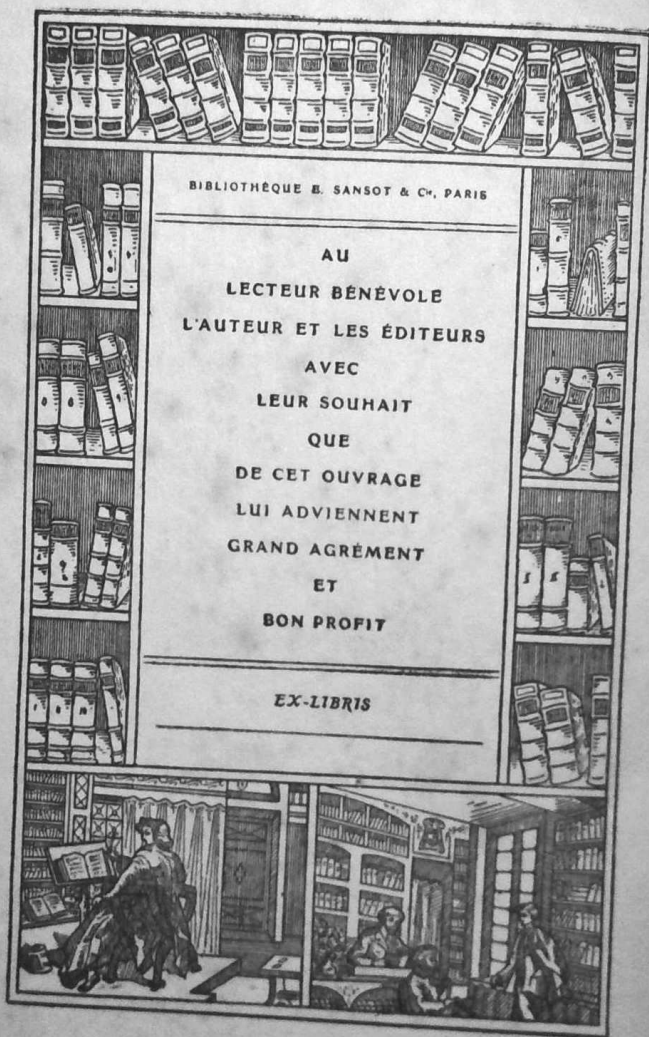 BIBLIOTHÈQUE E. SANSOT & Cie, PARIS
AU
LECTEUR BÉNÉVOLE
L'AUTEUR ET LES ÉDITEURS
AVEC
LEUR SOUHAIT
QUE
DE CET OUVRAGE
LUI ADVIENNENT
GRAND AGRÉMENT
ET
BON PROFIT
EX-LIBRIS